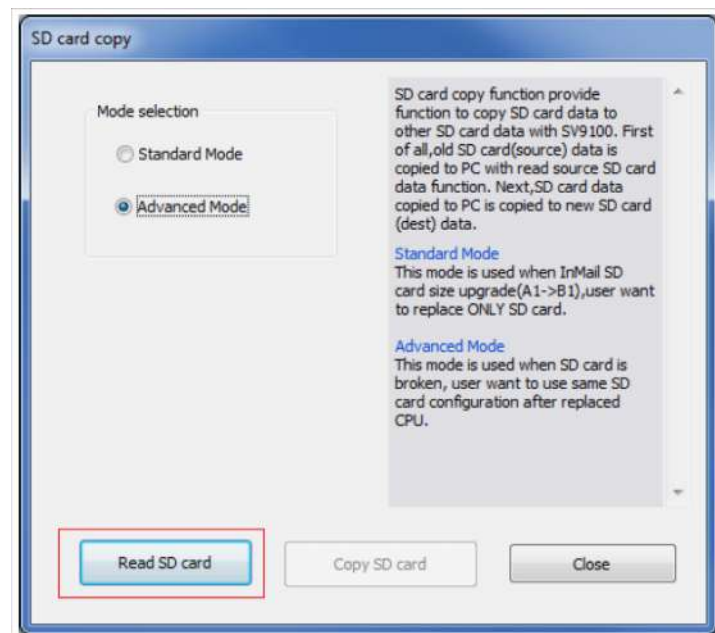 SD card copy
Mode selection
Standard Mode
Advanced Mode
SD card copy function provide
function to copy SD card data to
other SD card data with SV9100. First
of all,old SD card(source) data is
copied to PC with read source SD card
data function. Next,SD card data
copied to PC is copied to new SD card
(dest) data.
Standard Mode
This mode is used when InMail SD
card size upgrade(A1->B1),user want
to replace ONLY SD card.
Advanced Mode
This mode is used when SD card is
broken, user want to use same SD
card configuration after replaced
CPU.
Read SD card
Copy SD card
Close